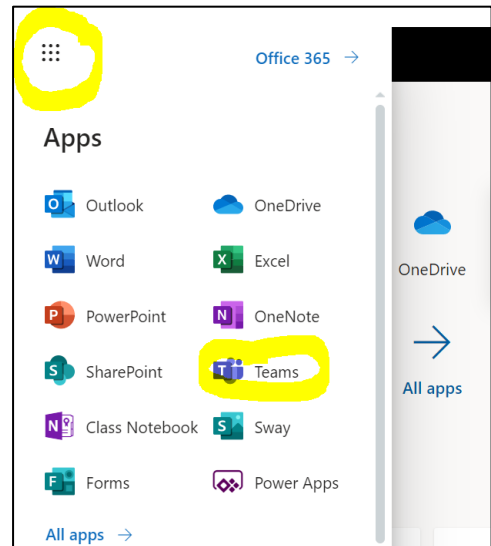 Office 365 →
Apps
Outlook OneDrive
Word Excel
PowerPoint OneNote
SharePoint Teams
Class Notebook Sway
Forms Power Apps
All apps →
OneDrive
All apps